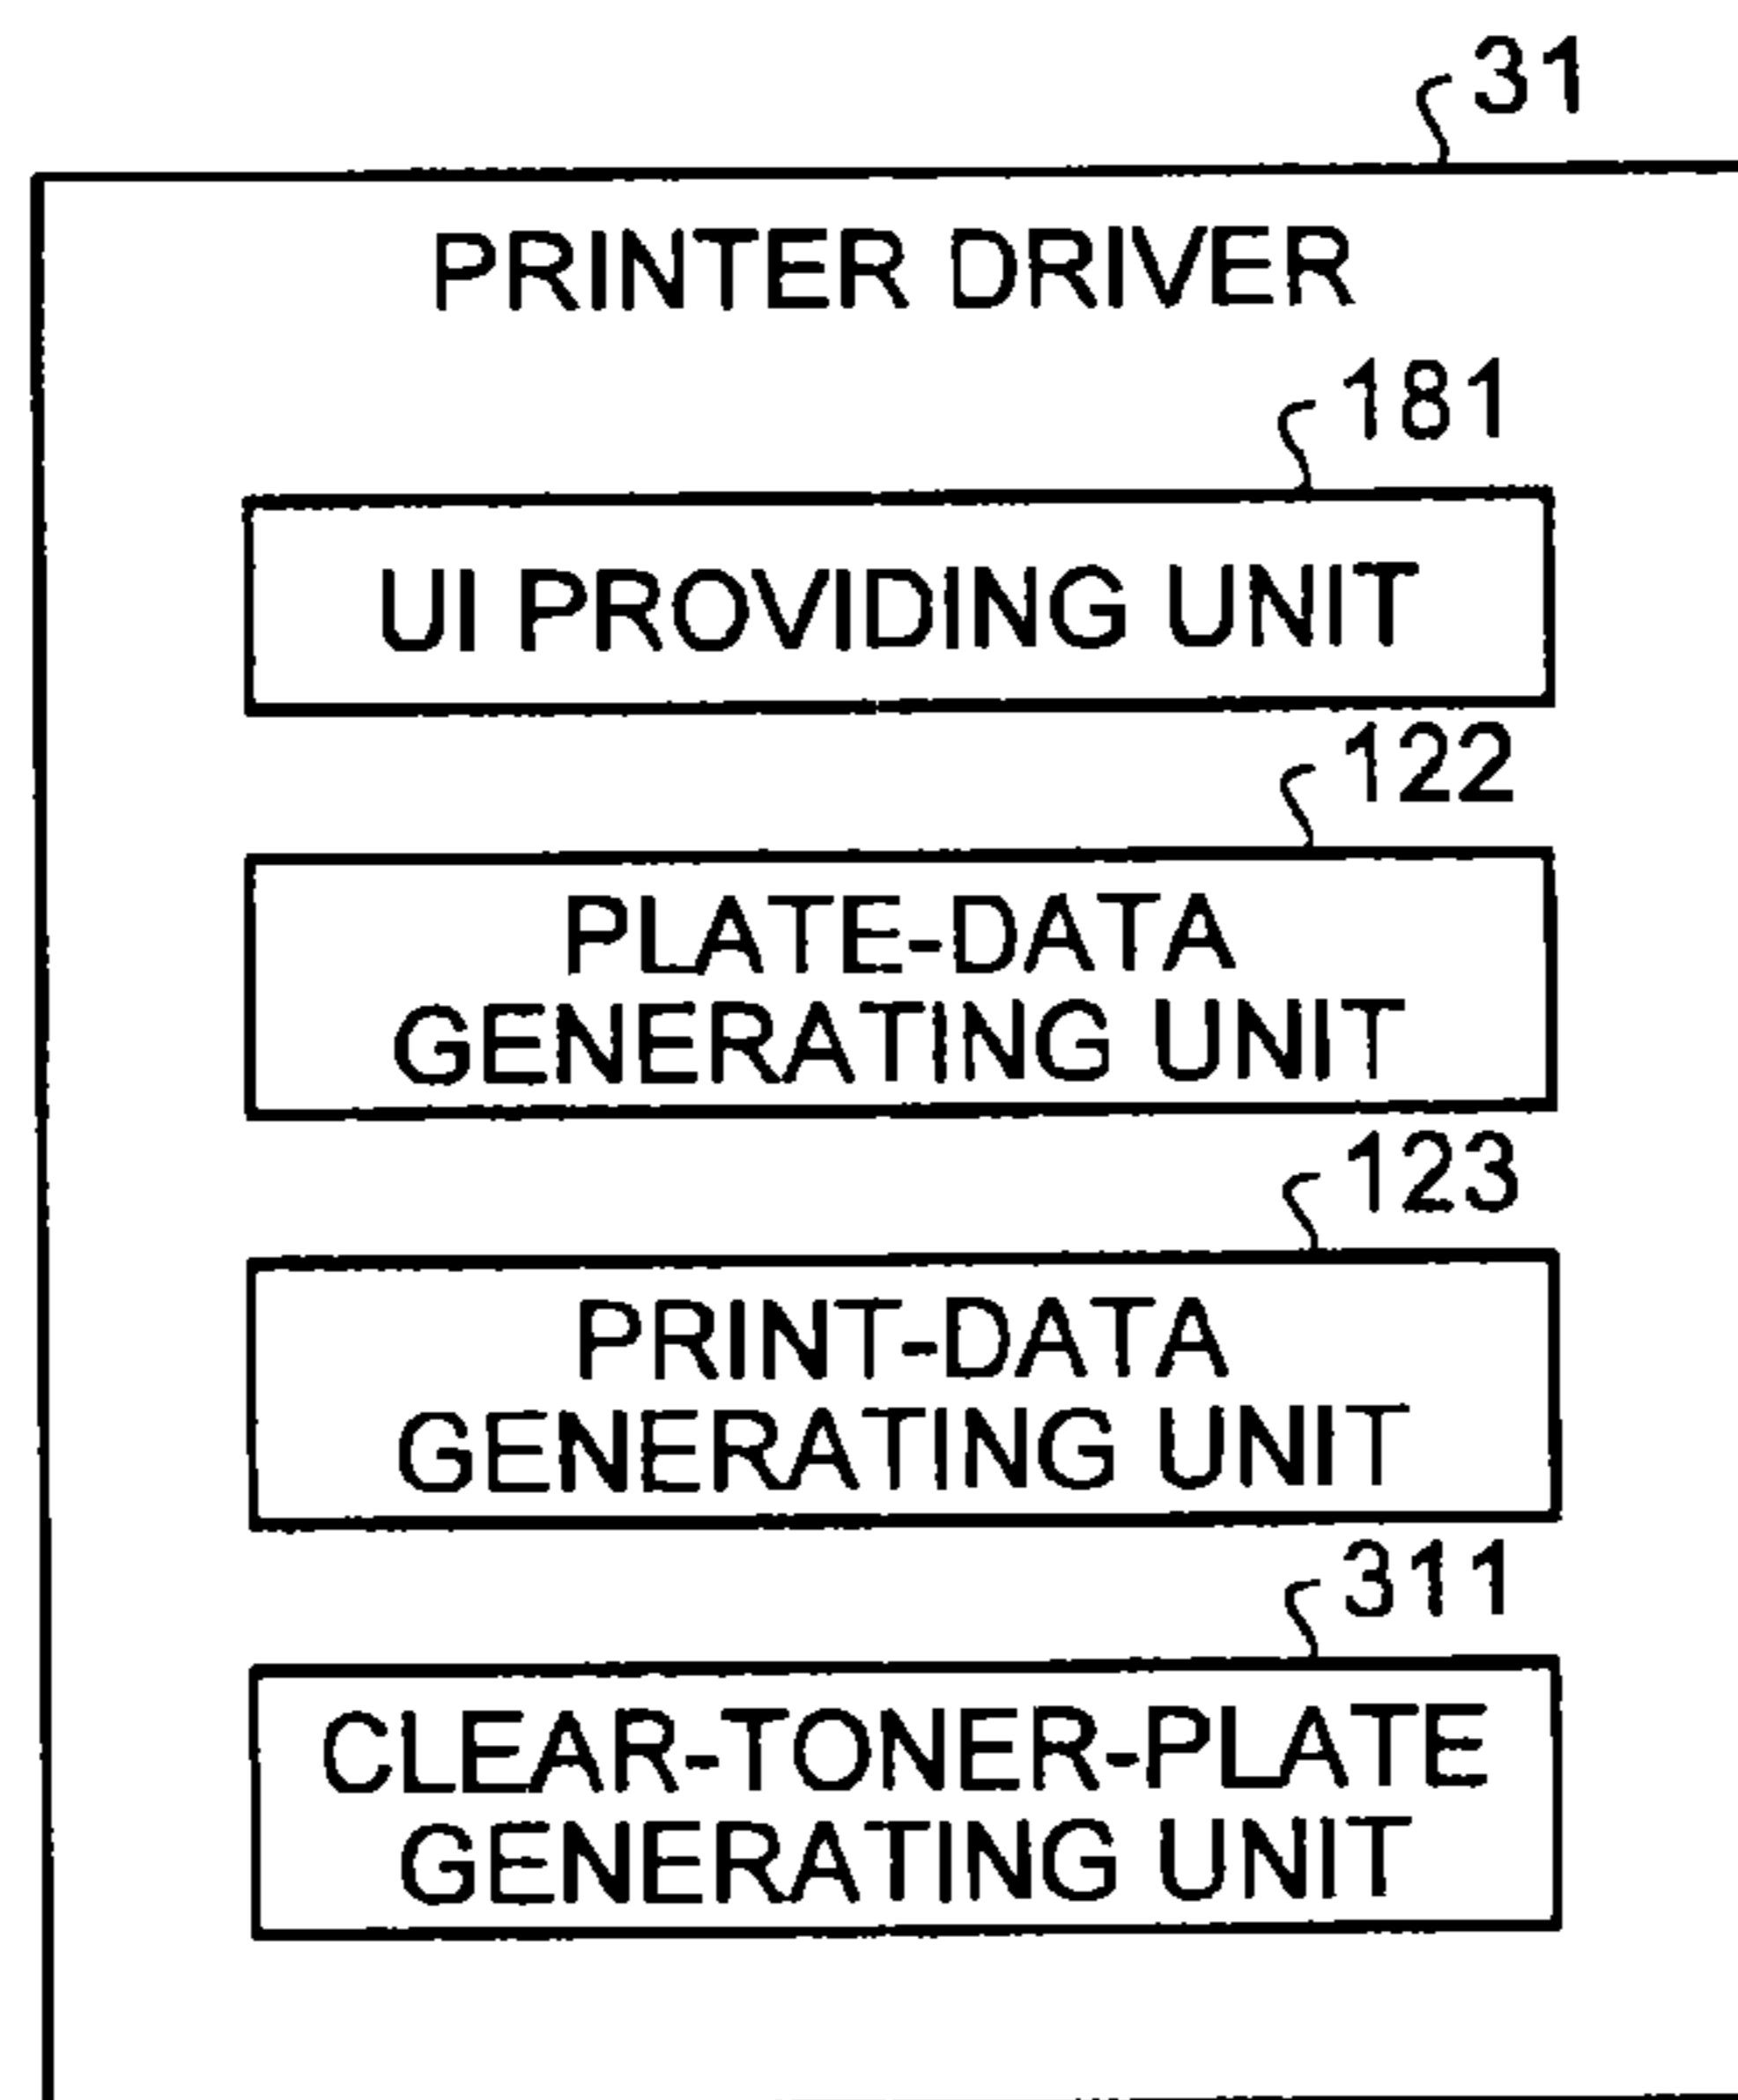 31
PRINTER DRIVER
181
UI PROVIDING UNIT
122
PLATE-DATA
GENERATING UNIT
123
PRINT-DATA
GENERATING UNIT
311
CLEAR-TONER-PLATE
GENERATING UNIT